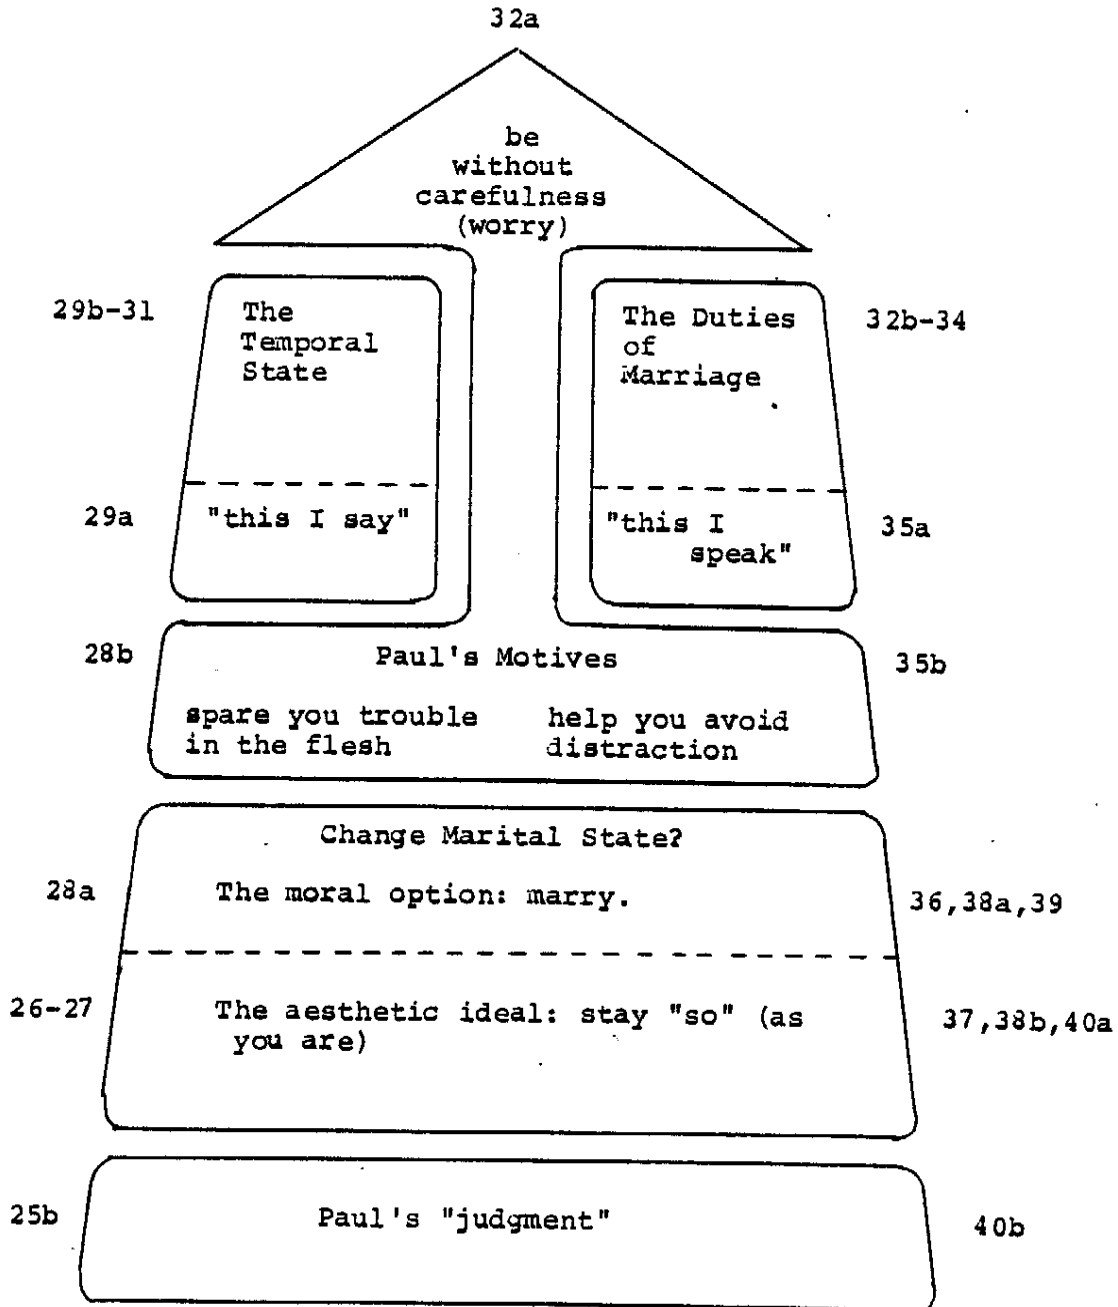 32a
be
without
carefulness
(worry)
29b-31
The
Temporal
State
The Duties
of
Marriage
32b-34
29a
"this I say"
"this I
speak"
35a
28b
Paul's Motives
35b
spare you trouble
in the flesh
help you avoid
distraction
Change Marital State?
28a
The moral option: marry.
36,38a,39
26-27
The aesthetic ideal: stay "so" (as
you are)
37,38b,40a
25b
Paul's "judgment"
40b